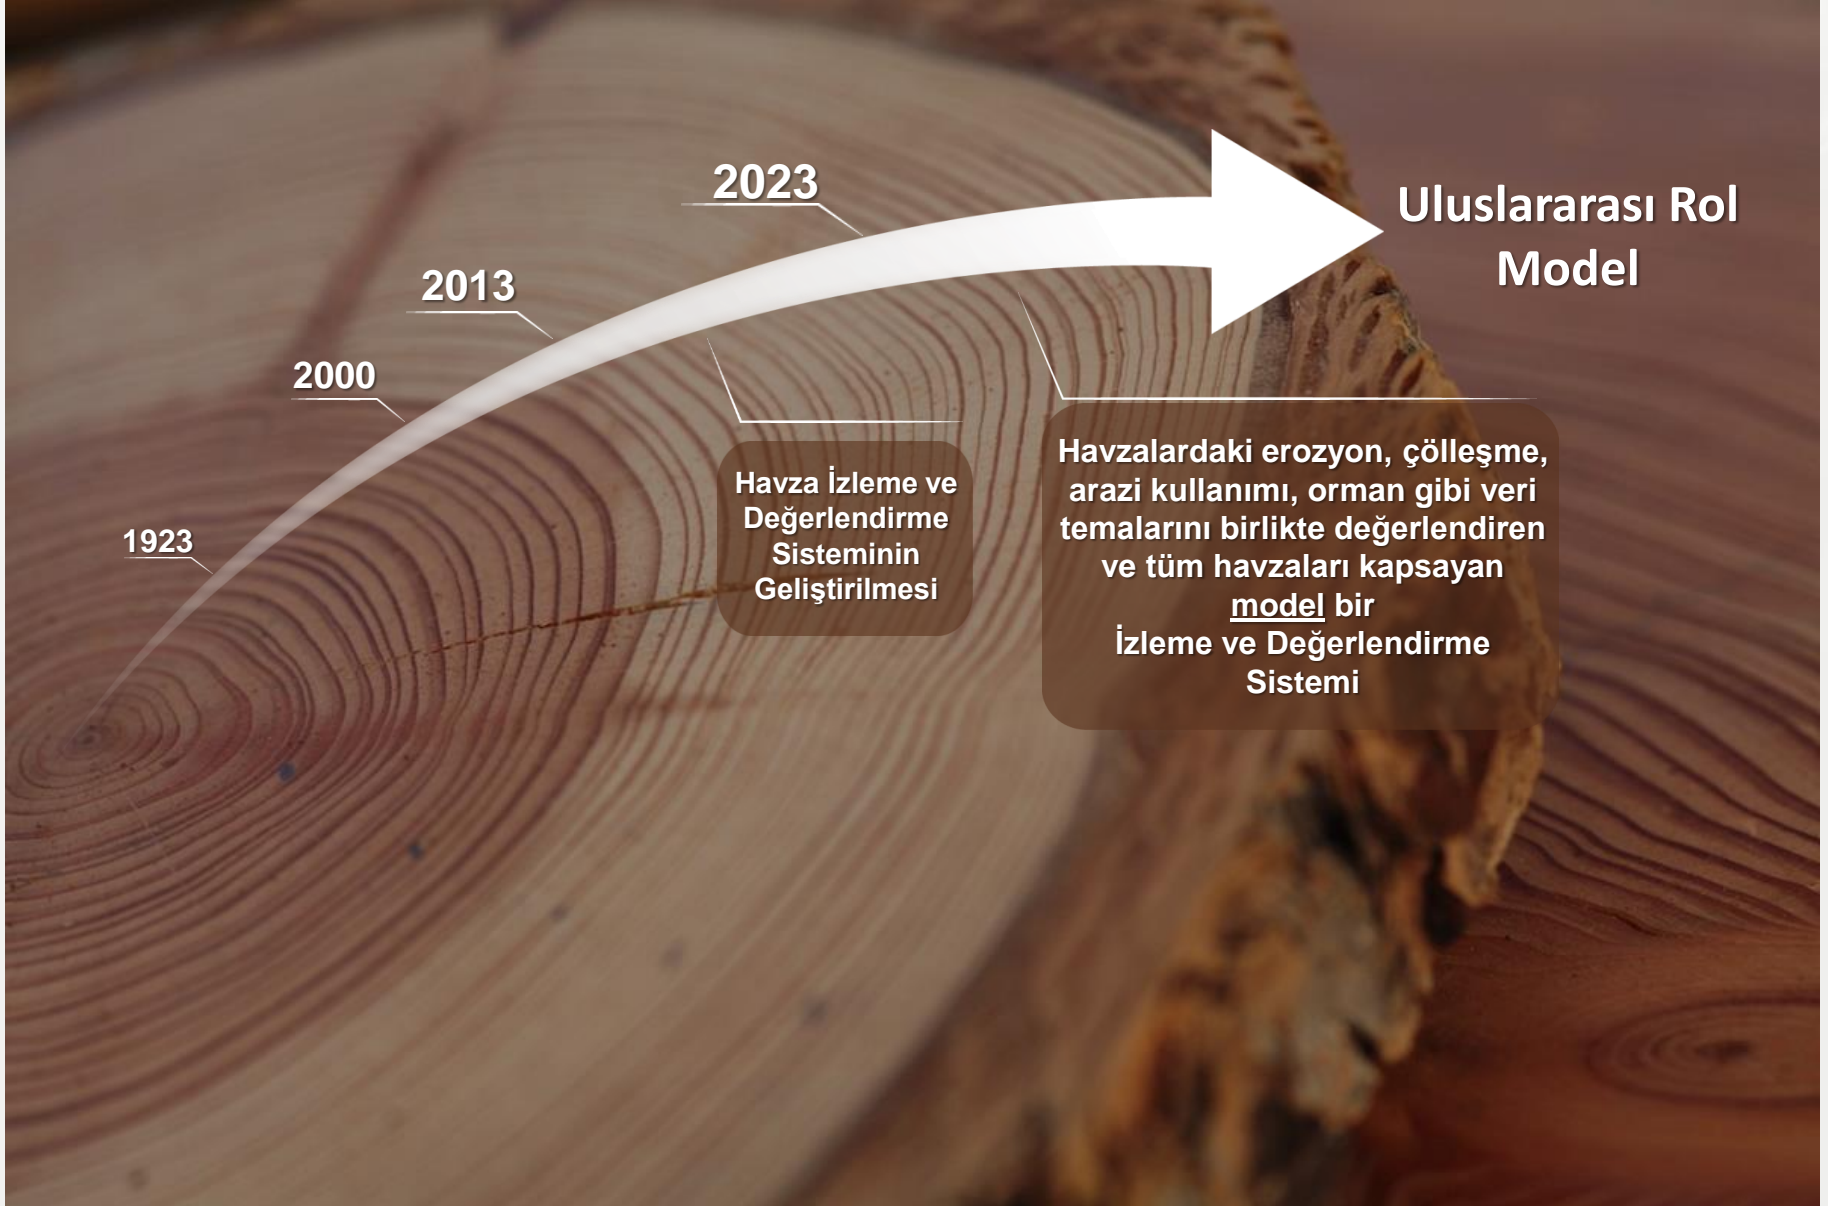 2023
Uluslararası Rol
Model
2013
2000
1923
Havza İzleme ve
Değerlendirme
Sisteminin
Geliştirilmesi
Havzalardaki erozyon, çölleşme,
arazi kullanımı, orman gibi veri
temalarını birlikte değerlendiren
ve tüm havzaları kapsayan
model bir
İzleme ve Değerlendirme
Sistemi